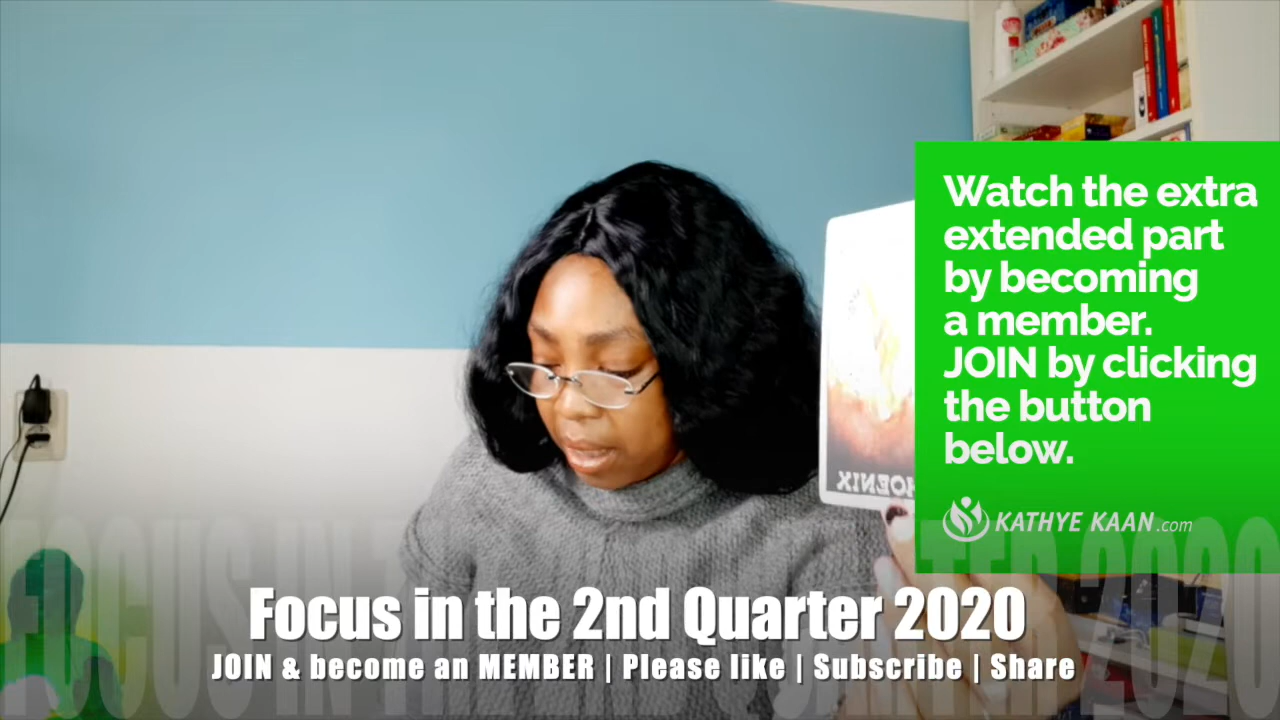 Watch the extra
extended part
by becoming
a member.
JOIN by clicking
the button
below.
KATHYE KAAN.com
Focus in the 2nd Quarter 2020
JOIN & become an MEMBER | Please like | Subscribe | Share